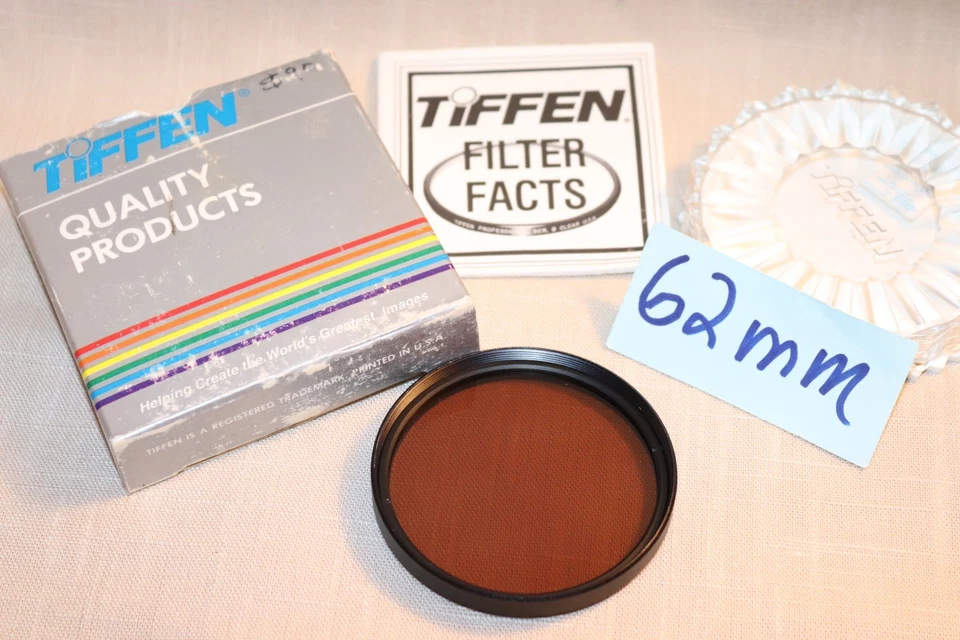 TiFFEN®
QUALITY
PRODUCTS
Helping Create the World's Greatest Images
TIFFEN IS A REGISTERED TRADEMARK PRINTED IN U.S.A.
TiFFEN®
FILTER
FACTS
TIFFEN
62mm